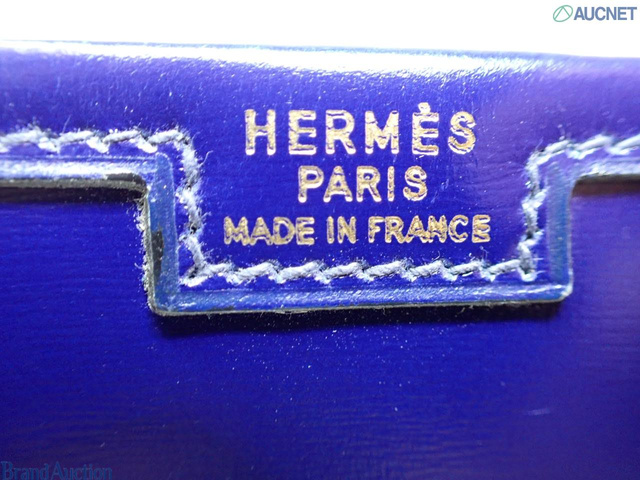 AUCNET
HERMÈS
PARIS
MADE IN FRANCE
Brand Auction